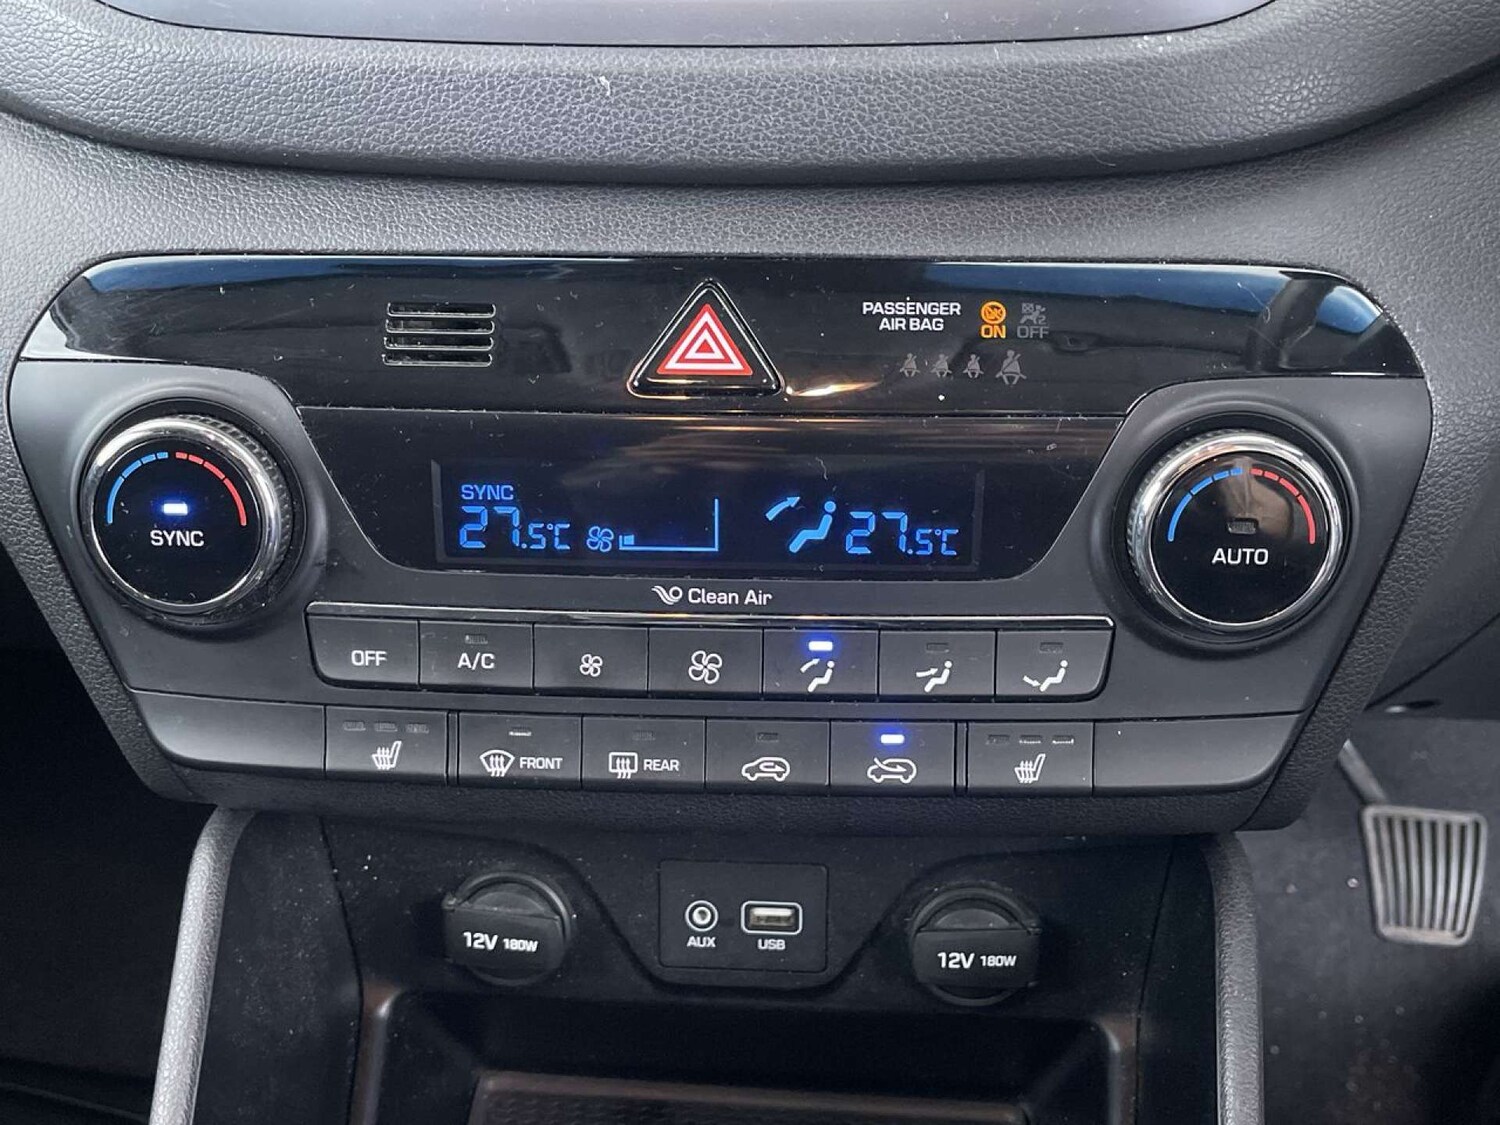 PASSENGER
AIR BAG
ON OFF
SYNC
27.5°C 27.5°C
SYNC
AUTO
Clean Air
OFF A/C
FRONT REAR
12V 180W
AUX USB
12V 180W